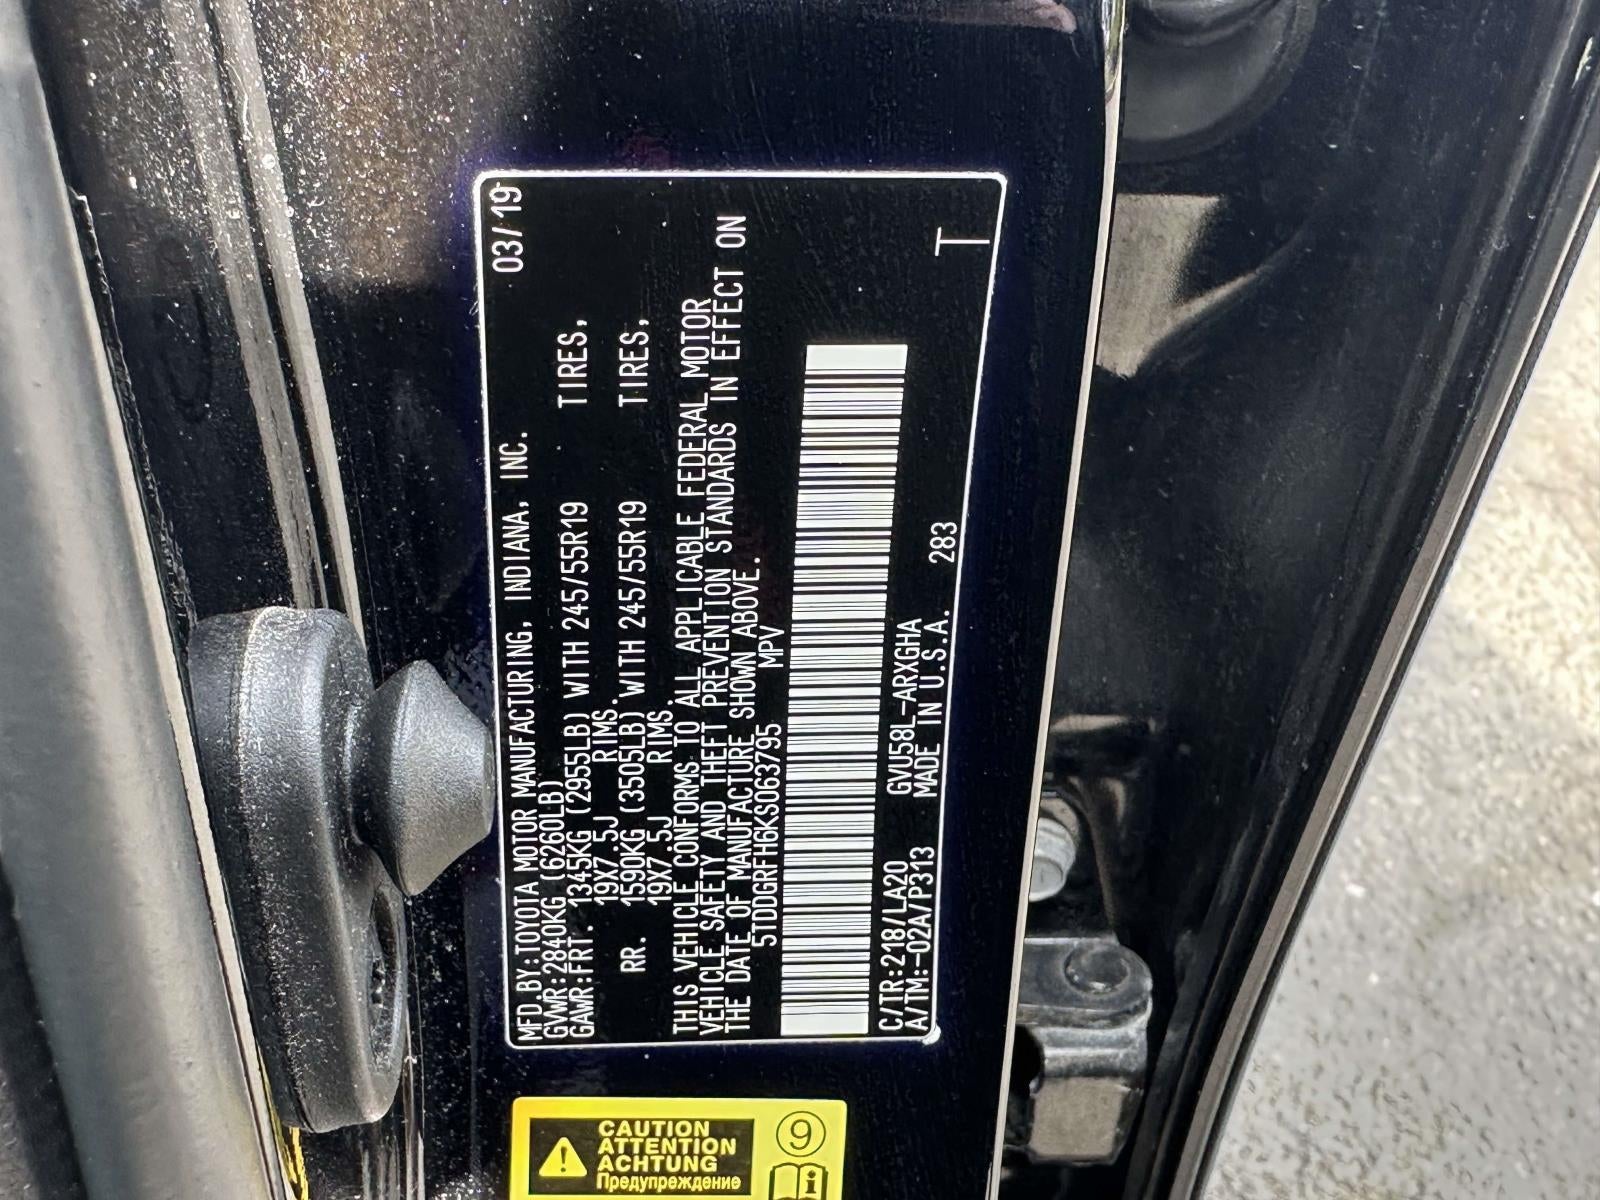 MFD.BY:TOYOTA MOTOR MANUFACTURING, INDIANA, INC. 03/19
GVWR:2840KG (6260LB)
GAWR:FRT. 1345KG (2955LB) WITH 245/55R19 TIRES,
19X7.5J RIMS.
RR. 1590KG (3505LB) WITH 245/55R19 TIRES,
19X7.5J RIMS.
THIS VEHICLE CONFORMS TO ALL APPLICABLE FEDERAL MOTOR
VEHICLE SAFETY AND THEFT PREVENTION STANDARDS IN EFFECT ON
THE DATE OF MANUFACTURE SHOWN ABOVE.
5TDDGRFH6KS063795 MPV
C/TR:218/LA20 GVU58L-ARXGHA
A/TM:-02A/P313 MADE IN U.S.A. 283
T
CAUTION
ATTENTION
ACHTUNG
Предупреждение
9
i